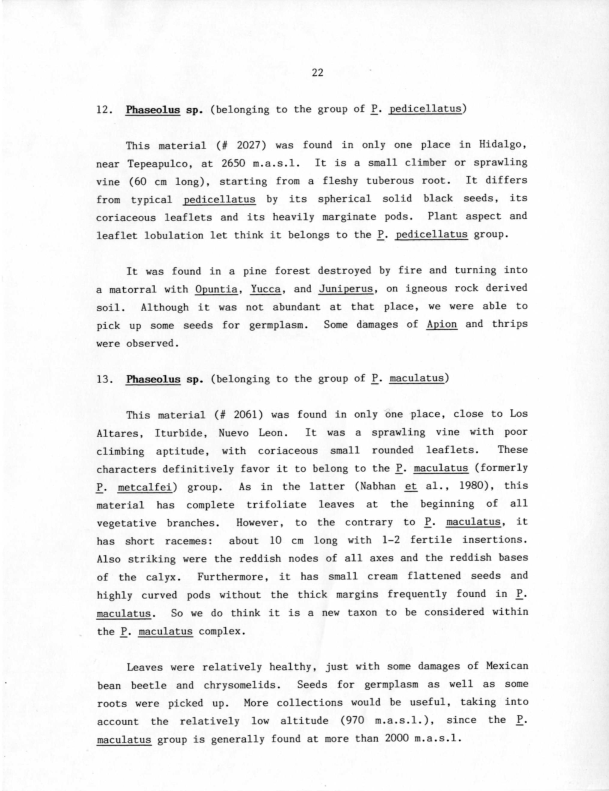 22
12. Phaseolus sp. (belonging to the group of P. pedicellatus)
This material (# 2027) was found in only one place in Hidalgo,
near Tepeapulco, at 2650 m.a.s.l. It is a small climber or sprawling
vine (60 cm long), starting from a fleshy tuberous root. It differs
from typical pedicellatus by its spherical solid black seeds, its
coriaceous leaflets and its heavily marginate pods. Plant aspect and
leaflet lobulation let think it belongs to the P. pedicellatus group.
It was found in a pine forest destroyed by fire and turning into
a matorral with Opuntia, Yucca, and Juniperus, on igneous rock derived
soil. Although it was not abundant at that place, we were able to
pick up some seeds for germplasm. Some damages of Apion and thrips
were observed.
13. Phaseolus sp. (belonging to the group of P. maculatus)
This material (# 2061) was found in only one place, close to Los
Altares, Iturbide, Nuevo Leon. It was a sprawling vine with poor
climbing aptitude, with coriaceous small rounded leaflets. These
characters definitively favor it to belong to the P. maculatus (formerly
P. metcalfei) group. As in the latter (Nabhan et al., 1980), this
material has complete trifoliate leaves at the beginning of all
vegetative branches. However, to the contrary to P. maculatus, it
has short racemes: about 10 cm long with 1-2 fertile insertions.
Also striking were the reddish nodes of all axes and the reddish bases
of the calyx. Furthermore, it has small cream flattened seeds and
highly curved pods without the thick margins frequently found in P.
maculatus. So we do think it is a new taxon to be considered within
the P. maculatus complex.
Leaves were relatively healthy, just with some damages of Mexican
bean beetle and chrysomelids. Seeds for germplasm as well as some
roots were picked up. More collections would be useful, taking into
account the relatively low altitude (970 m.a.s.l.), since the P.
maculatus group is generally found at more than 2000 m.a.s.l.